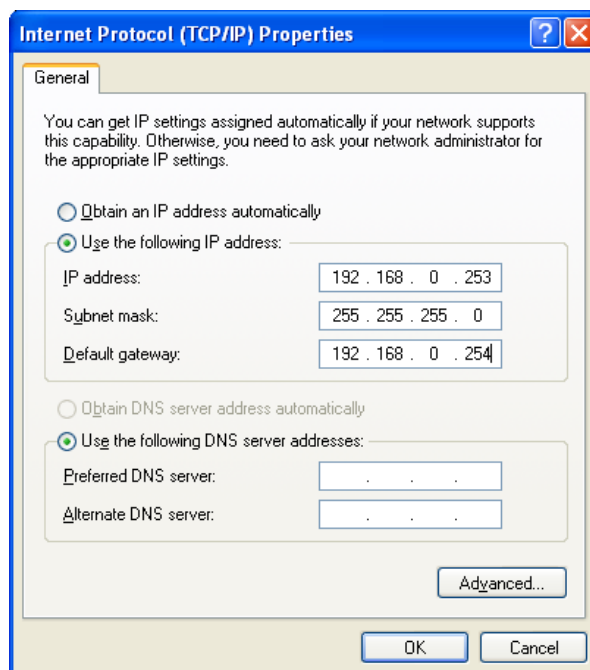 Internet Protocol (TCP/IP) Properties
General
You can get IP settings assigned automatically if your network supports
this capability. Otherwise, you need to ask your network administrator for
the appropriate IP settings.
Obtain an IP address automatically
Use the following IP address:
IP address: 192 . 168 . 0 . 253
Subnet mask: 255 . 255 . 255 . 0
Default gateway: 192 . 168 . 0 . 254
Obtain DNS server address automatically
Use the following DNS server addresses:
Preferred DNS server: . . .
Alternate DNS server: . . .
Advanced...
OK Cancel